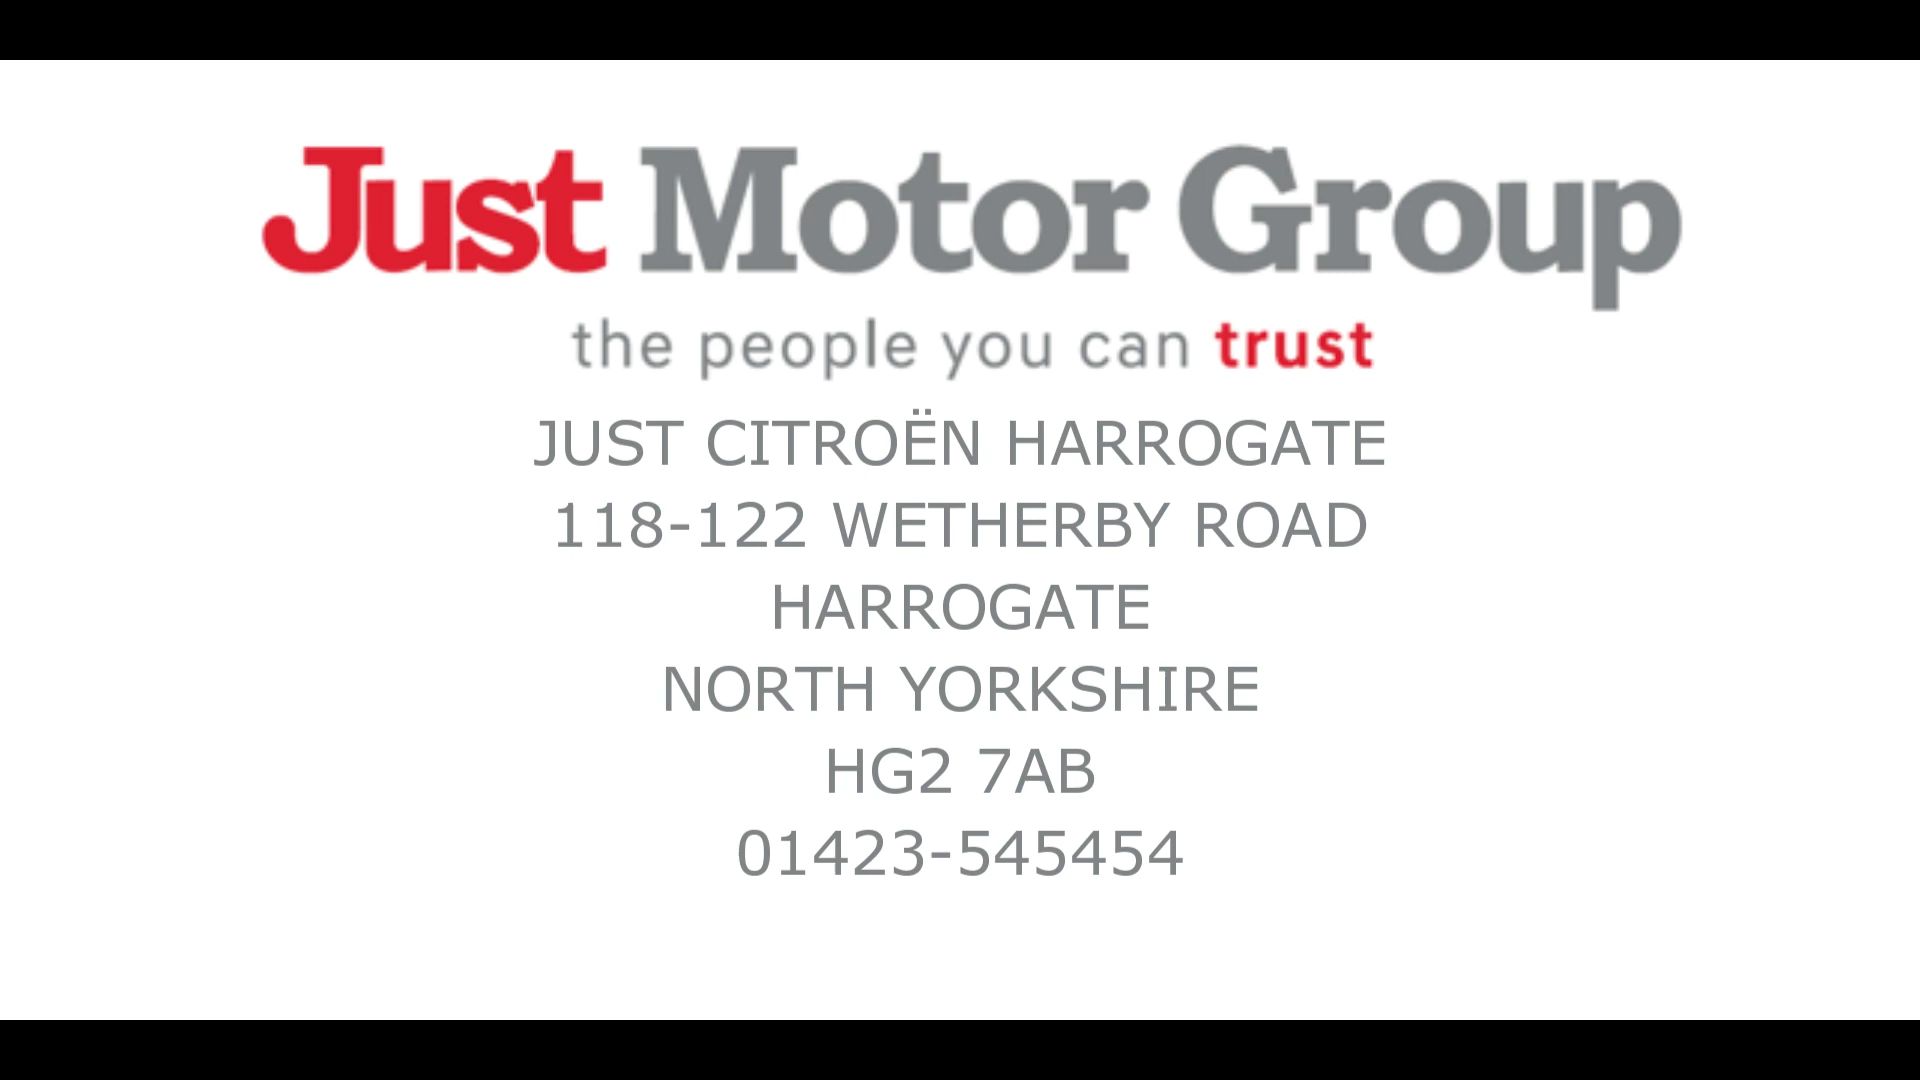 Just Motor Group
the people you can trust
JUST CITROËN HARROGATE
118-122 WETHERBY ROAD
HARROGATE
NORTH YORKSHIRE
HG2 7AB
01423-545454